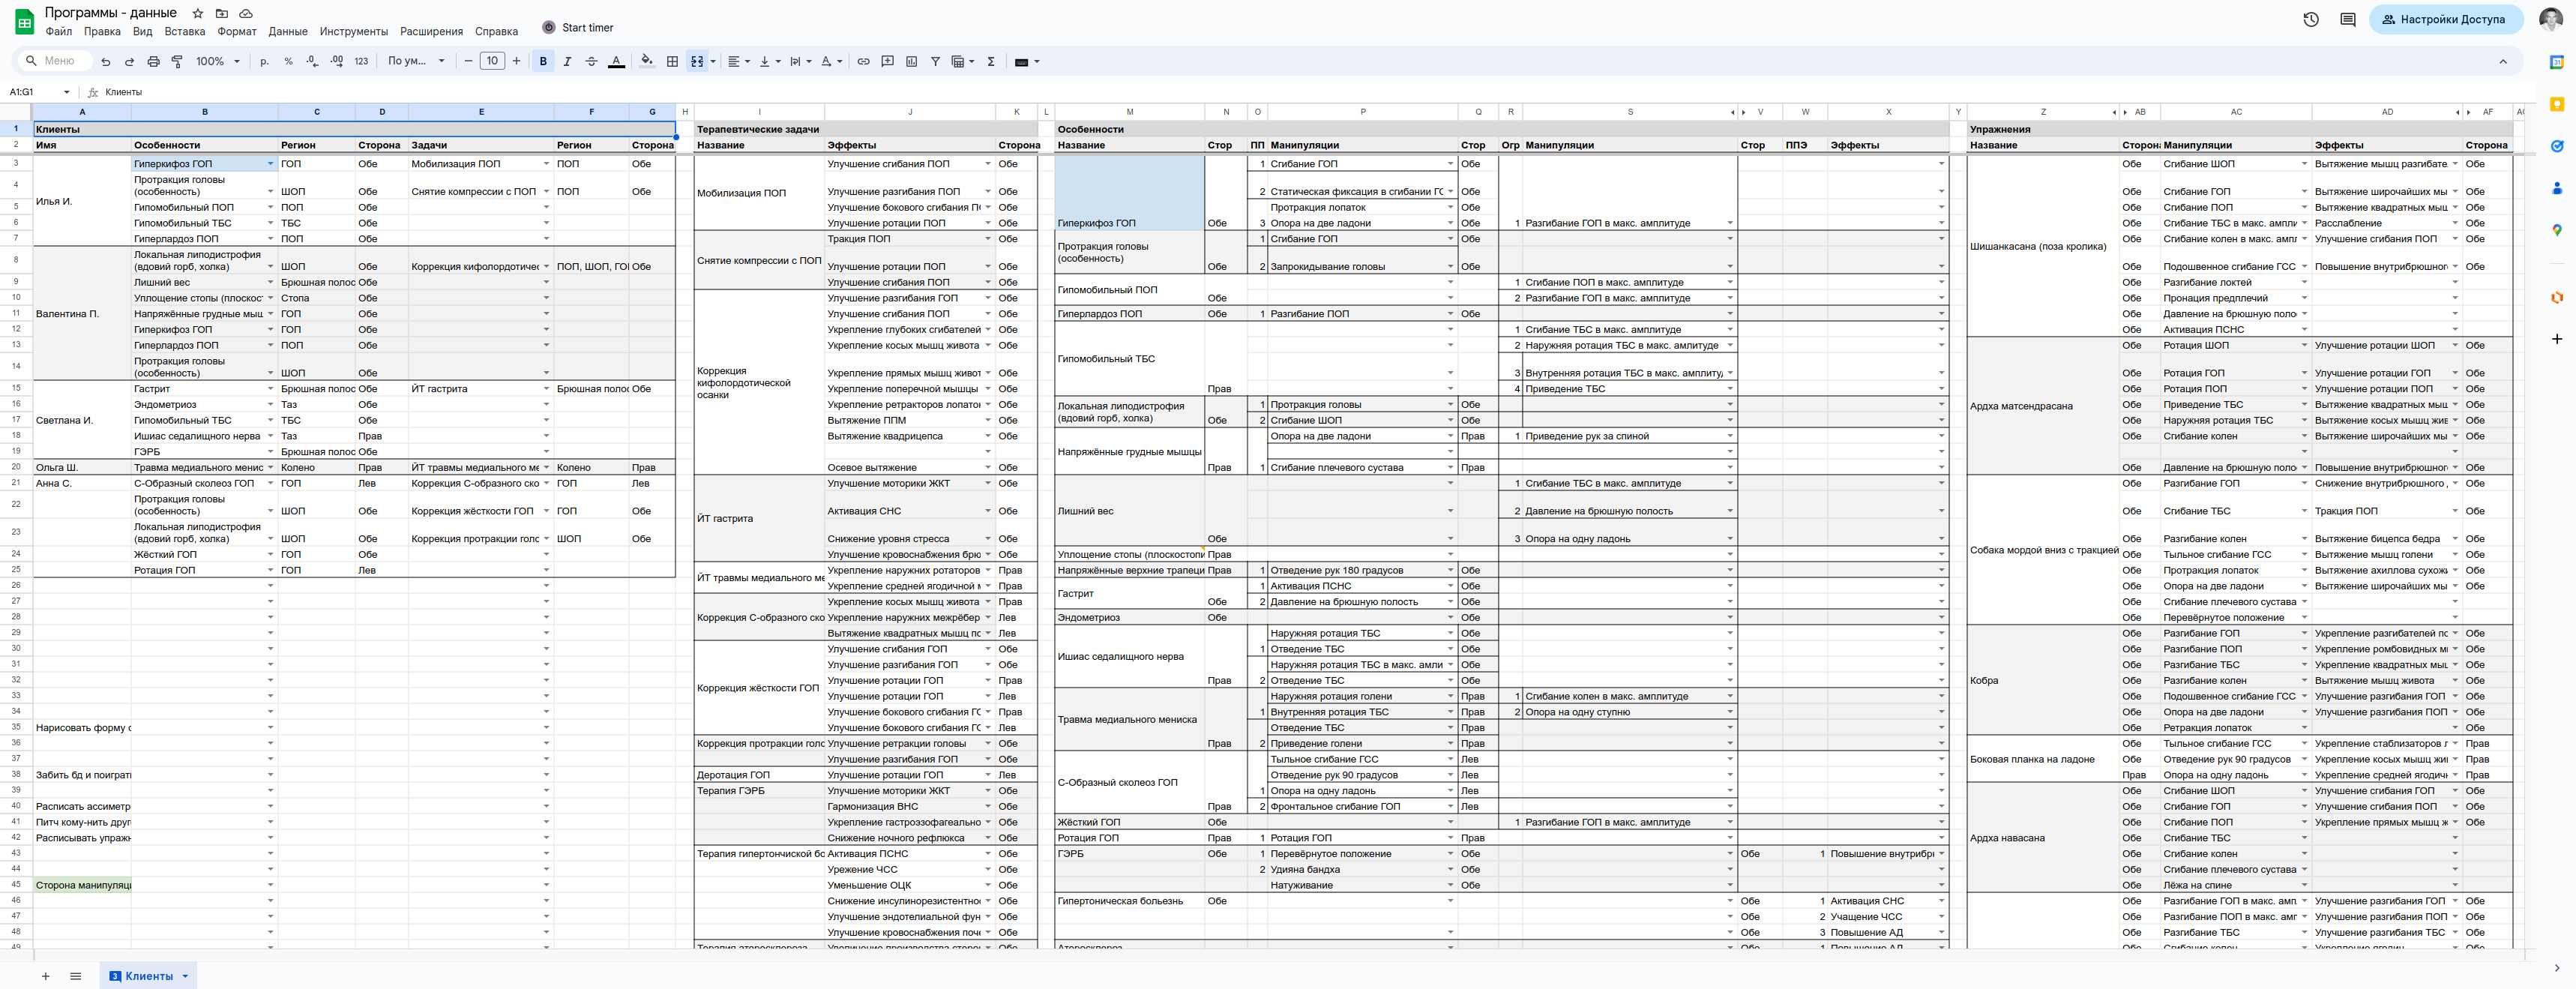 Программы - данные
Файл Правка Вид Вставка Формат Данные Инструменты Расширения Справка
Start timer
Настройки Доступа
Меню 100% р. % .0 .00 123 По ум... 10
A1:G1 Клиенты
A B C D E F G H I J K L M N O P Q R S V W X Y Z AB AC AD AF
1 Клиенты Терапевтические задачи Особенности Упражнения
2 Имя Особенности Регион Сторона Задачи Регион Сторона Название Эффекты Сторона Название Стор ПП Манипуляции Стор Огр Манипуляции Стор ППЭ Эффекты Название Сторона Манипуляции Эффекты Сторона
3 Гиперкифоз ГОП ГОП Обе Мобилизация ПОП ПОП Обе Улучшение сгибания ПОП Обе 1 Сгибание ГОП Обе Обе Сгибание ШОП Вытяжение мышц разгибате Обе
4 Протракция головы (особенность) ШОП Обе Снятие компрессии с ПОП ПОП Обе Улучшение разгибания ПОП Обе 2 Статическая фиксация в сгибании ГС Обе Обе Сгибание ГОП Вытяжение широчайших мы Обе
Илья И. Мобилизация ПОП
5 Гипомобильный ПОП ПОП Обе Улучшение бокового сгибания П Обе Протракция лопаток Обе Обе Сгибание ПОП Вытяжение квадратных мыш Обе
6 Гипомобильный ТБС ТБС Обе Улучшение ротации ПОП Обе Гиперкифоз ГОП Обе 3 Опора на две ладони Обе 1 Разгибание ГОП в макс. амплитуде Обе Сгибание ТБС в макс. ампли Расслабление Обе
7 Гиперлардоз ПОП ПОП Обе Тракция ПОП Обе 1 Сгибание ГОП Обе Обе Сгибание колен в макс. ампл Улучшение сгибания ПОП Обе
Протракция головы (особенность) Шишанкасана (поза кролика)
8 Локальная липодистрофия (вдовий горб, холка) ШОП Обе Коррекция кифолордотичес ПОП, ШОП, ГО Обе Снятие компрессии с ПОП Улучшение ротации ПОП Обе Обе 2 Запрокидывание головы Обе Обе Подошвенное сгибание ГСС Повышение внутрибрюшног Обе
9 Лишний вес Брюшная полос Обе Улучшение сгибания ПОП Обе 1 Сгибание ПОП в макс. амплитуде Обе Разгибание локтей
10 Уплощение стопы (плоскос Стопа Обе Улучшение разгибания ГОП Обе Гипомобильный ПОП Обе 2 Разгибание ГОП в макс. амплитуде Обе Пронация предплечий
11 Валентина П. Напряжённые грудные мыш ГОП Обе Улучшение сгибания ПОП Обе Гиперлардоз ПОП Обе 1 Разгибание ПОП Обе Обе Давление на брюшную поло
12 Гиперкифоз ГОП ГОП Обе Укрепление глубоких сгибателей Обе 1 Сгибание ТБС в макс. амплитуде Обе Активация ПСНС
13 Гиперлардоз ПОП ПОП Обе Укрепление косых мышц живота Обе 2 Наружняя ротация ТБС в макс. амлитуде Обе Ротация ШОП Улучшение ротации ШОП Обе
14 Протракция головы (особенность) ШОП Обе Коррекция кифолордотической осанки Укрепление прямых мышц живот Обе Гипомобильный ТБС 3 Внутренняя ротация ТБС в макс. амплиту Обе Ротация ГОП Улучшение ротации ГОП Обе
15 Гастрит Брюшная полос Обе ЙТ гастрита Брюшная полос Обе Укрепление поперечной мышцы Обе Прав 4 Приведение ТБС Обе Ротация ПОП Улучшение ротации ПОП Обе
16 Эндометриоз Таз Обе Укрепление ретракторов лопато Обе Локальная липодистрофия (вдовий горб, холка) 1 Протракция головы Обе Ардха матсендрасана Обе Приведение ТБС Вытяжение квадратных мыш Обе
17 Светлана И. Гипомобильный ТБС ТБС Обе Вытяжение ППМ Обе Обе 2 Сгибание ШОП Обе Обе Наружняя ротация ТБС Вытяжение косых мышц жив Обе
18 Ишиас седалищного нерва Таз Прав Вытяжение квадрицепса Обе Опора на две ладони Прав 1 Приведение рук за спиной Обе Сгибание колен Вытяжение широчайших мы Обе
19 ГЭРБ Брюшная полос Обе Напряжённые грудные мышцы Обе
20 Ольга Ш. Травма медиального менис Колено Прав ЙТ травмы медиального ме Колено Прав Осевое вытяжение Обе Прав 1 Сгибание плечевого сустава Прав Обе Давление на брюшную поло Повышение внутрибрюшног Обе
21 Анна С. С-Образный сколеоз ГОП ГОП Лев Коррекция С-образного ско ГОП Лев Улучшение моторики ЖКТ Обе 1 Сгибание ТБС в макс. амплитуде Обе Разгибание ГОП Снижение внутрибрюшного Обе
22 Протракция головы (особенность) ШОП Обе Коррекция жёсткости ГОП ГОП Обе ЙТ гастрита Активация СНС Обе Лишний вес 2 Давление на брюшную полость Обе Сгибание ТБС Тракция ПОП Обе
23 Локальная липодистрофия (вдовий горб, холка) ШОП Обе Коррекция протракции голо ШОП Обе Снижение уровня стресса Обе Обе 3 Опора на одну ладонь Собака мордой вниз с тракцией Обе Разгибание колен Вытяжение бицепса бедра Обе
24 Жёсткий ГОП ГОП Обе Улучшение кровоснабжения брю Обе Уплощение стопы (плоскостопи Прав Обе Тыльное сгибание ГСС Вытяжение мышц голени Обе
25 Ротация ГОП ГОП Лев ЙТ травмы медиального ме Укрепление наружних ротаторов Прав Напряжённые верхние трапеци Прав 1 Отведение рук 180 градусов Обе Обе Протракция лопаток Вытяжение ахиллова сухожи Обе
26 Укрепление средней ягодичной м Прав Гастрит 1 Активация ПСНС Обе Обе Опора на две ладони Вытяжение широчайших мы Обе
27 Укрепление косых мышц живота Прав Обе 2 Давление на брюшную полость Обе Обе Сгибание плечевого сустава
28 Коррекция С-образного ско Укрепление наружних межрёбер Лев Эндометриоз Обе Обе Перевёрнутое положение
29 Вытяжение квадратных мышц по Лев Наружняя ротация ТБС Обе Обе Разгибание ГОП Укрепление разгибателей по Обе
30 Улучшение сгибания ГОП Обе Ишиас седалищного нерва 1 Отведение ТБС Обе Обе Разгибание ПОП Укрепление ромбовидных м Обе
31 Улучшение разгибания ГОП Обе Наружняя ротация ТБС в макс. амли Обе Обе Разгибание ТБС Укрепление квадратных мыш Обе
32 Коррекция жёсткости ГОП Улучшение ротации ГОП Прав Прав 2 Отведение ТБС Обе Кобра Обе Разгибание колен Вытяжение мышц живота Обе
33 Улучшение ротации ГОП Лев Наружняя ротация голени Прав 1 Сгибание колен в макс. амплитуде Обе Подошвенное сгибание ГСС Улучшение разгибания ГОП Обе
34 Улучшение бокового сгибания ГС Прав Травма медиального мениска 1 Внутренняя ротация ТБС Прав 2 Опора на одну ступню Обе Опора на две ладони Улучшение разгибания ПОП Обе
35 Нарисовать форму Улучшение бокового сгибания ГС Лев Отведение ТБС Прав Обе Ретракция лопаток Обе
36 Коррекция протракции голо Улучшение ретракции головы Обе Прав 2 Приведение голени Прав Обе Тыльное сгибание ГСС Укрепление стаблизаторов Прав
37 Улучшение разгибания ГОП Обе С-Образный сколеоз ГОП Тыльное сгибание ГСС Лев Боковая планка на ладоне Обе Отведение рук 90 градусов Укрепление косых мышц жи Прав
38 Забить бд и поиграть Деротация ГОП Улучшение ротации ГОП Лев Отведение рук 90 градусов Лев Прав Опора на одну ладонь Укрепление средней ягодич Прав
39 Терапия ГЭРБ Улучшение моторики ЖКТ Обе 1 Опора на одну ладонь Лев Обе Сгибание ШОП Улучшение сгибания ГОП Обе
40 Расписать ассиметр Гармонизация ВНС Обе Прав 2 Фронтальное сгибание ГОП Лев Обе Сгибание ГОП Улучшение сгибания ПОП Обе
41 Питч кому-нить друг Укрепление гастроэзофагеально Обе Жёсткий ГОП Обе 1 Разгибание ГОП в макс. амплитуде Обе Сгибание ПОП Укрепление прямых мышц ж Обе
42 Расписывать упраж Снижение ночного рефлюкса Обе Ротация ГОП Прав 1 Ротация ГОП Прав Ардха навасана Обе Сгибание ТБС
43 Терапия гипертончиской бо Активация ПСНС Обе ГЭРБ Обе 1 Перевёрнутое положение Обе Обе 1 Повышение внутрибр Обе Сгибание колен
44 Урежение ЧСС Обе 2 Удияна бандха Обе Обе Сгибание плечевого сустава
45 Сторона манипуляц Уменьшение ОЦК Обе Натуживание Обе Обе Лёжа на спине
46 Снижение инсулинорезистентно Обе Гипертоническая больезнь Обе Обе 1 Активация СНС Обе Разгибание ГОП в макс. амп Улучшение разгибания ГОП Обе
47 Улучшение эндотелиальной фун Обе Обе 2 Учащение ЧСС Обе Разгибание ПОП в макс. амг Улучшение разгибания ПОП Обе
48 Улучшение кровоснабжения поче Обе Обе 3 Повышение АД Обе Разгибание ТБС Улучшение разгибания ТБС Обе
49 Терапия атеросклероза Увеличение производства Обе Атеросклероз Обе 1 Повышение АД Обе Сгибание колен Укрепление ягодиц Обе
3 Клиенты